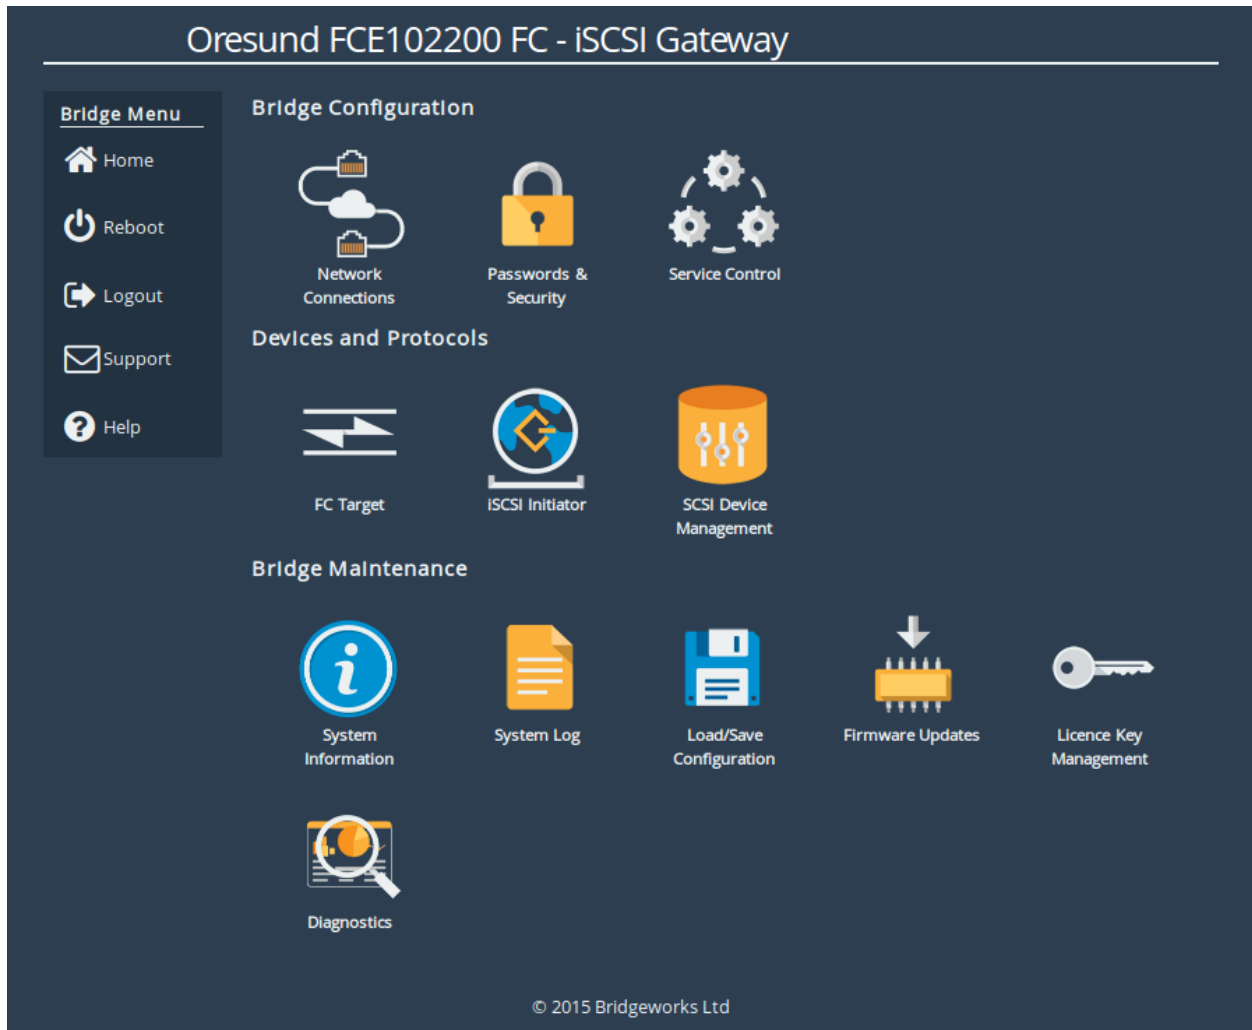 Oresund FCE102200 FC - iSCSI Gateway
Bridge Menu
Home
Reboot
Logout
Support
Help
Bridge Configuration
Network
Connections
Passwords &
Security
Service Control
Devices and Protocols
FC Target
iSCSI Initiator
SCSI Device
Management
Bridge Maintenance
System
Information
System Log
Load/Save
Configuration
Firmware Updates
Licence Key
Management
Diagnostics
© 2015 Bridgeworks Ltd